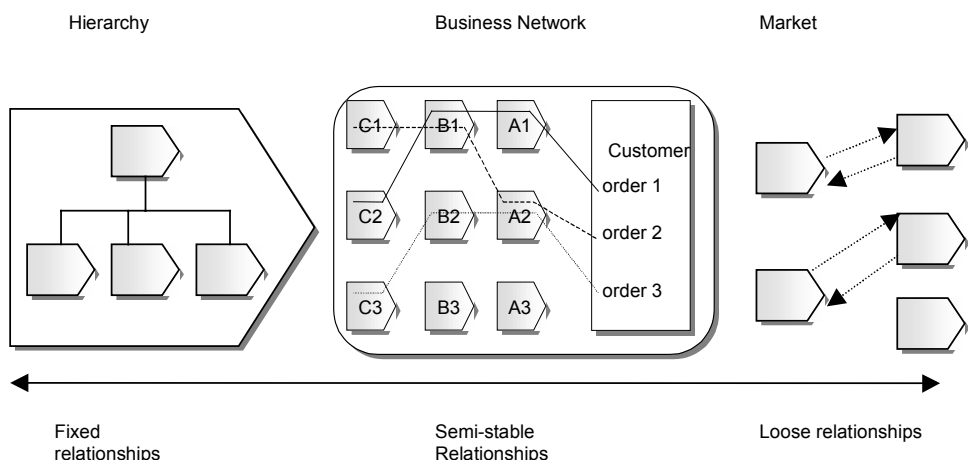 Hierarchy
Business Network
Market
C1
B1
A1
Customer
order 1
C2
B2
A2
order 2
order 3
C3
B3
A3
Fixed
relationships
Semi-stable
Relationships
Loose relationships